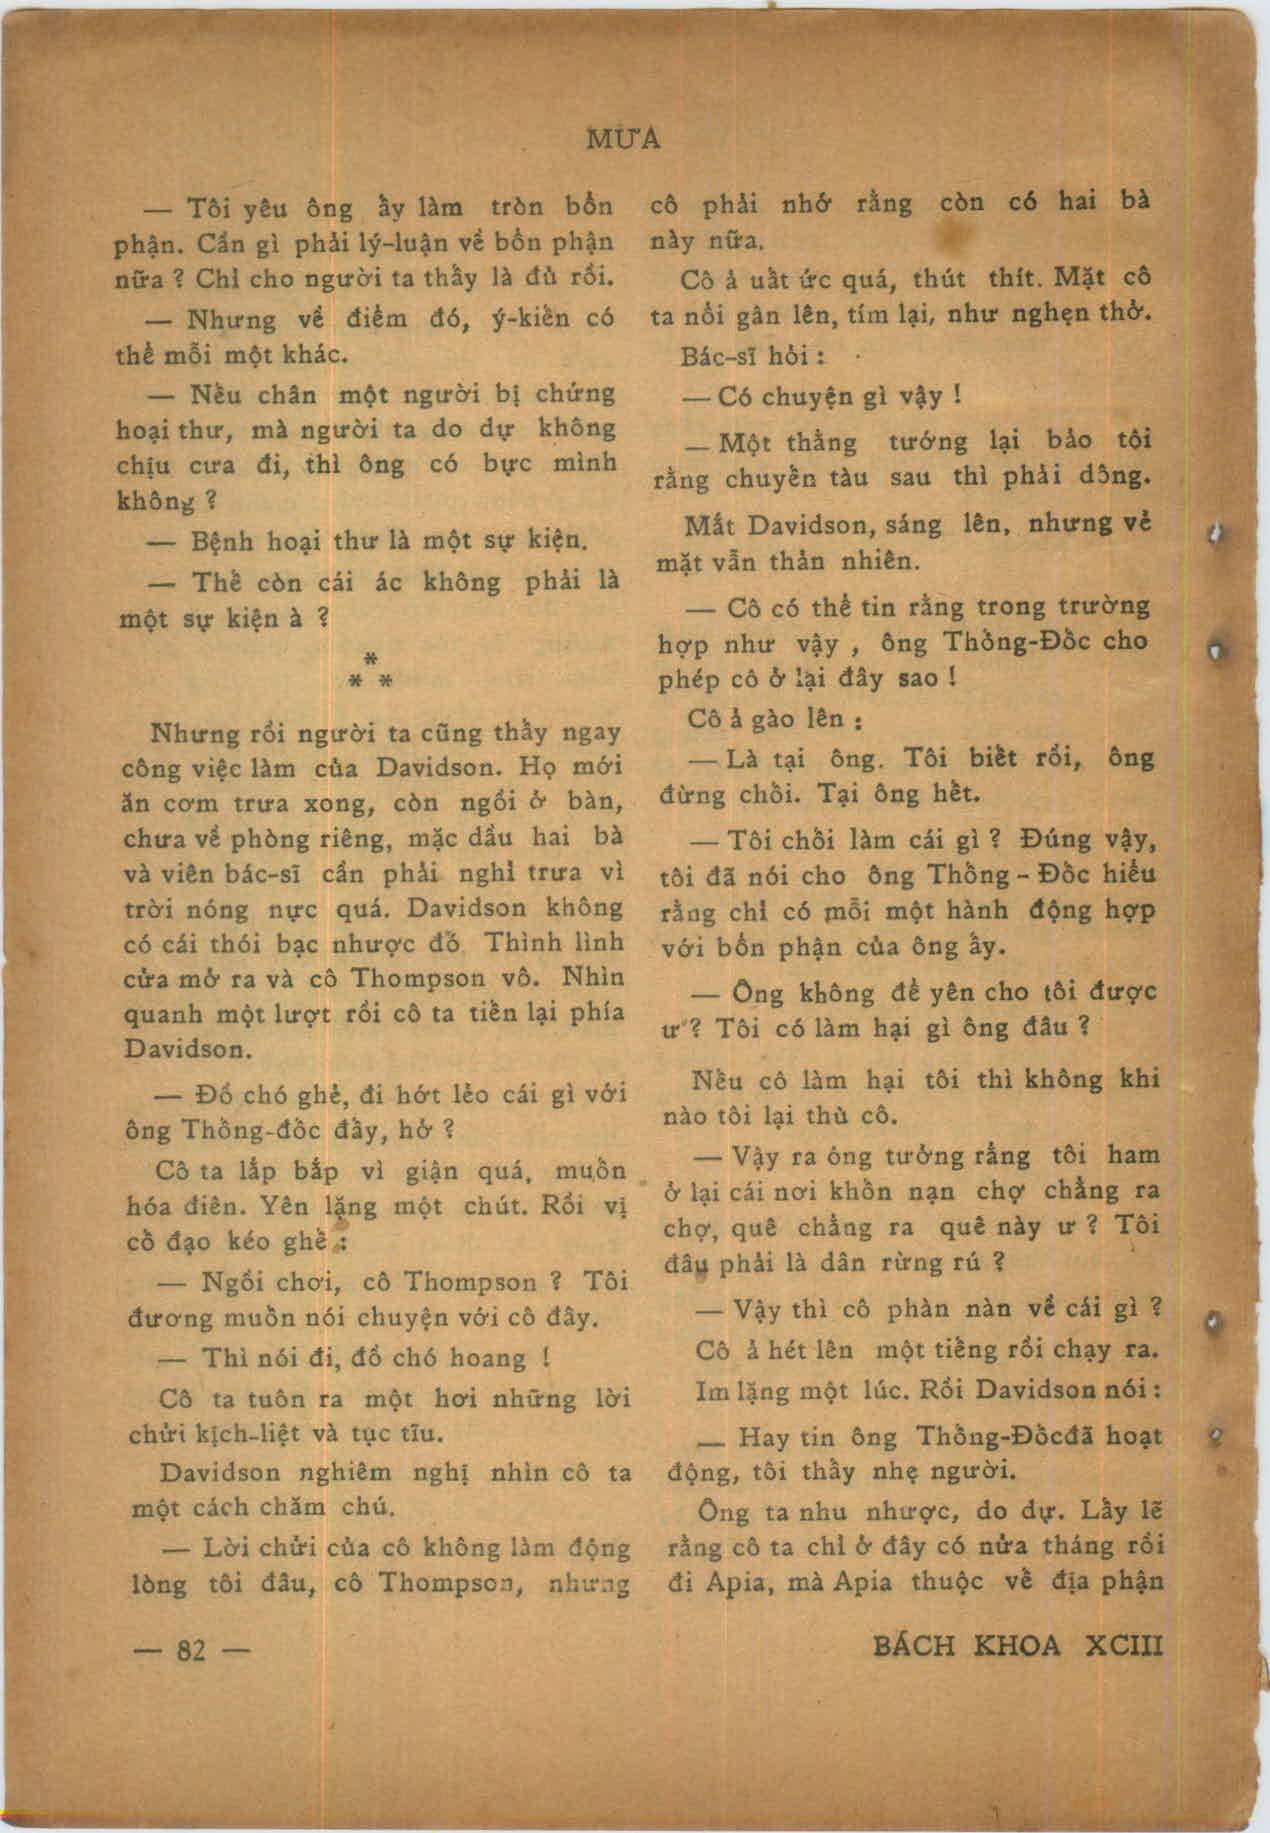 MƯA
— Tôi yêu ông ấy làm tròn bổn
phận. Cần gì phải lý-luận về bổn phận
nữa ? Chỉ cho người ta thấy là đủ rồi.
— Nhưng về điểm đó, ý-kiến có
thể mỗi một khác.
— Nếu chân một người bị chứng
hoại thư, mà người ta do dự không
chịu cưa đi, thì ông có bực mình
không ?
— Bệnh hoại thư là một sự kiện.
— Thế còn cái ác không phải là
một sự kiện à ?
*
* *
Nhưng rồi người ta cũng thấy ngay
công việc làm của Davidson. Họ mới
ăn cơm trưa xong, còn ngồi ở bàn,
chưa về phòng riêng, mặc dầu hai bà
và viên bác-sĩ cần phải nghỉ trưa vì
trời nóng nực quá. Davidson không
có cái thói bạc nhược đó. Thình lình
cửa mở ra và cô Thompson vô. Nhìn
quanh một lượt rồi cô ta tiến lại phía
Davidson.
— Đồ chó ghẻ, đi hớt lẻo cái gì với
ông Thống-đốc đấy, hở ?
Cô ta lắp bắp vì giận quá, muốn
hóa điên. Yên lặng một chút. Rồi vị
cố đạo kéo ghế :
— Ngồi chơi, cô Thompson ? Tôi
đương muốn nói chuyện với cô đây.
— Thì nói đi, đồ chó hoang !
Cô ta tuôn ra một hơi những lời
chửi kịch-liệt và tục tĩu.
Davidson nghiêm nghị nhìn cô ta
một cách chăm chú.
— Lời chửi của cô không làm động
lòng tôi đâu, cô Thompson, nhưng
cô phải nhớ rằng còn có hai bà
này nữa.
Cô ả uất ức quá, thút thít. Mặt cô
ta nổi gân lên, tím lại, như nghẹn thở.
Bác-sĩ hỏi :
— Có chuyện gì vậy !
— Một thằng tướng lại bảo tôi
rằng chuyến tàu sau thì phải dông.
Mắt Davidson, sáng lên, nhưng vẻ
mặt vẫn thản nhiên.
— Cô có thể tin rằng trong trường
hợp như vậy , ông Thống-Đốc cho
phép cô ở lại đây sao !
Cô ả gào lên :
— Là tại ông. Tôi biết rồi, ông
đừng chối. Tại ông hết.
— Tôi chối làm cái gì ? Đúng vậy,
tôi đã nói cho ông Thống - Đốc hiểu
rằng chỉ có mỗi một hành động hợp
với bổn phận của ông ấy.
— Ông không để yên cho tôi được
ư ? Tôi có làm hại gì ông đâu ?
Nếu cô làm hại tôi thì không khi
nào tôi lại thù cô.
— Vậy ra ông tưởng rằng tôi ham
ở lại cái nơi khốn nạn chợ chẳng ra
chợ, quê chẳng ra quê này ư ? Tôi
đâu phải là dân rừng rú ?
— Vậy thì cô phàn nàn về cái gì ?
Cô ả hét lên một tiếng rồi chạy ra.
Im lặng một lúc. Rồi Davidson nói :
— Hay tin ông Thống-Đốcđã hoạt
động, tôi thấy nhẹ người.
Ông ta nhu nhược, do dự. Lấy lẽ
rằng cô ta chỉ ở đây có nửa tháng rồi
đi Apia, mà Apia thuộc về địa phận
— 82 —
BÁCH KHOA XCIII